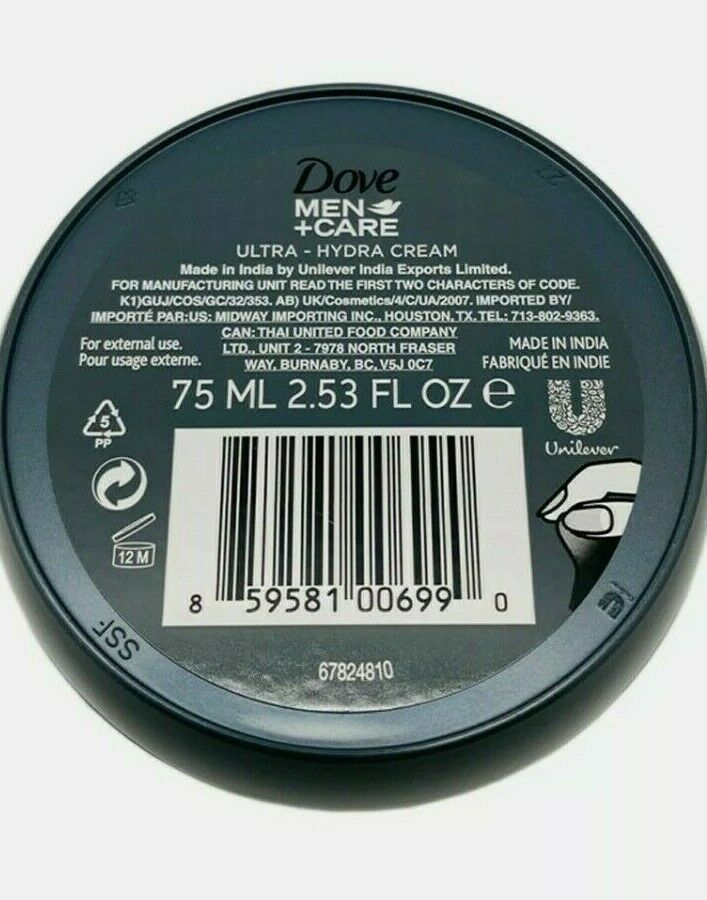 Dove
MEN
+CARE
ULTRA - HYDRA CREAM
Made in India by Unilever India Exports Limited.
FOR MANUFACTURING UNIT READ THE FIRST TWO CHARACTERS OF CODE.
K1)GUJ/COS/GC/32/353. AB) UK/Cosmetics/4/C/UA/2007. IMPORTED BY/
IMPORTÉ PAR:US: MIDWAY IMPORTING INC., HOUSTON, TX. TEL: 713-802-9363.
CAN: THAI UNITED FOOD COMPANY
LTD., UNIT 2 - 7978 NORTH FRASER
WAY, BURNABY, BC, V5J 0C7
For external use.
Pour usage externe.
MADE IN INDIA
FABRIQUÉ EN INDIE
75 ML 2.53 FL OZ e
5
PP
Unilever
12 M
8 59581 00699 0
SSF
67824810